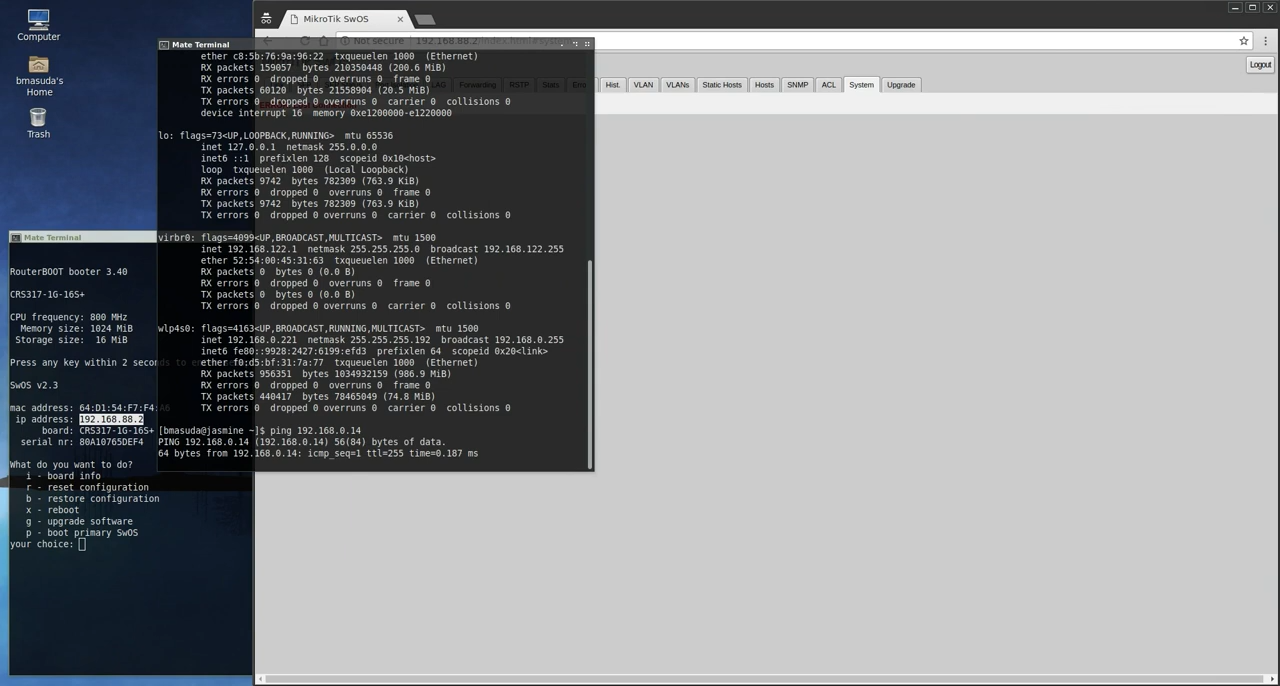 Computer
bmasuda's
Home
Trash
MikroTik SwOS
Not secure
192.168.88.2/index.html#system
Logout
LAG
Forwarding
RSTP
Stats
Hist.
VLAN
VLANs
Static Hosts
Hosts
SNMP
ACL
System
Upgrade
Mate Terminal
ether c8:5b:76:9a:96:22 txqueuelen 1000 (Ethernet)
RX packets 159057 bytes 210350448 (200.6 MiB)
RX errors 0 dropped 0 overruns 0 frame 0
TX packets 60120 bytes 21558904 (20.5 MiB)
TX errors 0 dropped 0 overruns 0 carrier 0 collisions 0
device interrupt 16 memory 0xe1200000-e1220000
lo: flags=73<UP,LOOPBACK,RUNNING> mtu 65536
inet 127.0.0.1 netmask 255.0.0.0
inet6 ::1 prefixlen 128 scopeid 0x10<host>
loop txqueuelen 1000 (Local Loopback)
RX packets 9742 bytes 782309 (763.9 KiB)
RX errors 0 dropped 0 overruns 0 frame 0
TX packets 9742 bytes 782309 (763.9 KiB)
TX errors 0 dropped 0 overruns 0 carrier 0 collisions 0
virbr0: flags=4099<UP,BROADCAST,MULTICAST> mtu 1500
inet 192.168.122.1 netmask 255.255.255.0 broadcast 192.168.122.255
ether 52:54:00:45:31:63 txqueuelen 1000 (Ethernet)
RX packets 0 bytes 0 (0.0 B)
RX errors 0 dropped 0 overruns 0 frame 0
TX packets 0 bytes 0 (0.0 B)
TX errors 0 dropped 0 overruns 0 carrier 0 collisions 0
wlp4s0: flags=4163<UP,BROADCAST,RUNNING,MULTICAST> mtu 1500
inet 192.168.0.221 netmask 255.255.255.192 broadcast 192.168.0.255
inet6 fe80::9928:2427:6199:efd3 prefixlen 64 scopeid 0x20<link>
ether f0:d5:bf:31:7a:77 txqueuelen 1000 (Ethernet)
RX packets 956351 bytes 1034932159 (986.9 MiB)
RX errors 0 dropped 0 overruns 0 frame 0
TX packets 440417 bytes 78465049 (74.8 MiB)
TX errors 0 dropped 0 overruns 0 carrier 0 collisions 0
[bmasuda@jasmine ~]$ ping 192.168.0.14
PING 192.168.0.14 (192.168.0.14) 56(84) bytes of data.
64 bytes from 192.168.0.14: icmp_seq=1 ttl=255 time=0.187 ms
Mate Terminal
RouterBOOT booter 3.40
CRS317-1G-16S+
CPU frequency: 800 MHz
Memory size: 1024 MiB
Storage size: 16 MiB
Press any key within 2 seconds to
SwOS v2.3
mac address: 64:D1:54:F7:F4:A6
ip address: 192.168.88.2
board: CRS317-1G-16S+
serial nr: 80A10765DEF4
What do you want to do?
i - board info
r - reset configuration
b - restore configuration
x - reboot
g - upgrade software
p - boot primary SwOS
your choice: